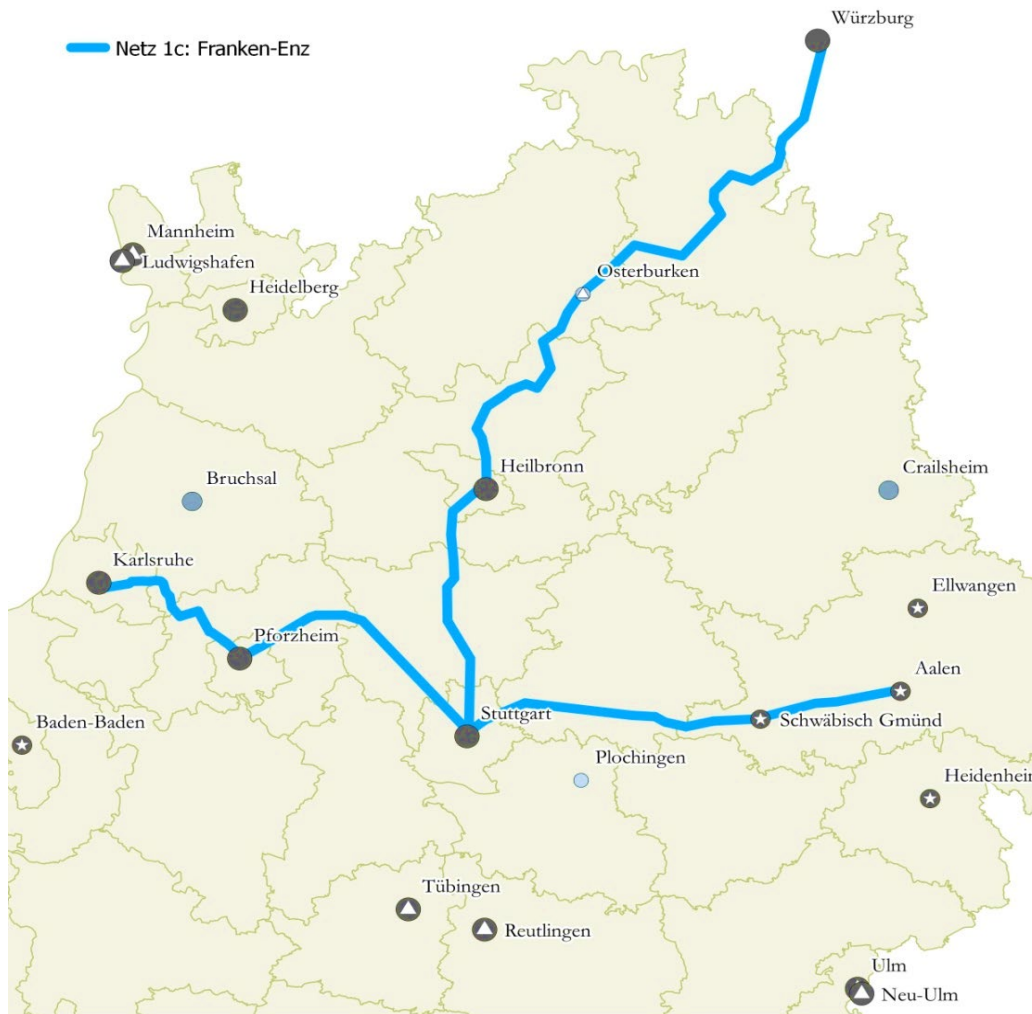 Würzburg
Netz 1c: Franken-Enz
Mannheim
Ludwigshafen
Osterburken
Heidelberg
Heilbronn
Crailsheim
Bruchsal
Karlsruhe
Ellwangen
Pforzheim
Aalen
Stuttgart
Baden-Baden
Schwäbisch Gmünd
Plochingen
Heidenheim
Tübingen
Reutlingen
Ulm
Neu-Ulm